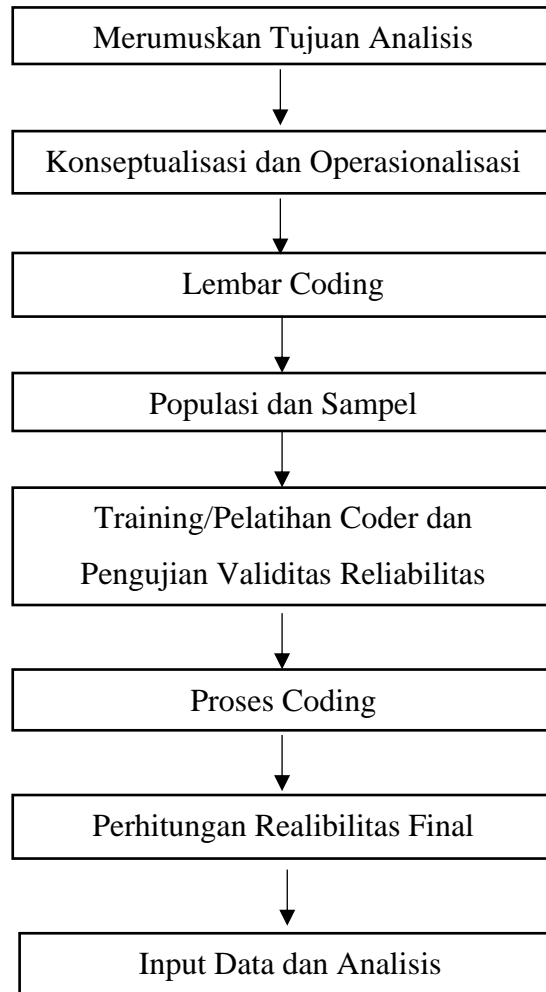 Merumuskan Tujuan Analisis
Konseptualisasi dan Operasionalisasi
Lembar Coding
Populasi dan Sampel
Training/Pelatihan Coder dan
Pengujian Validitas Reliabilitas
Proses Coding
Perhitungan Realibilitas Final
Input Data dan Analisis